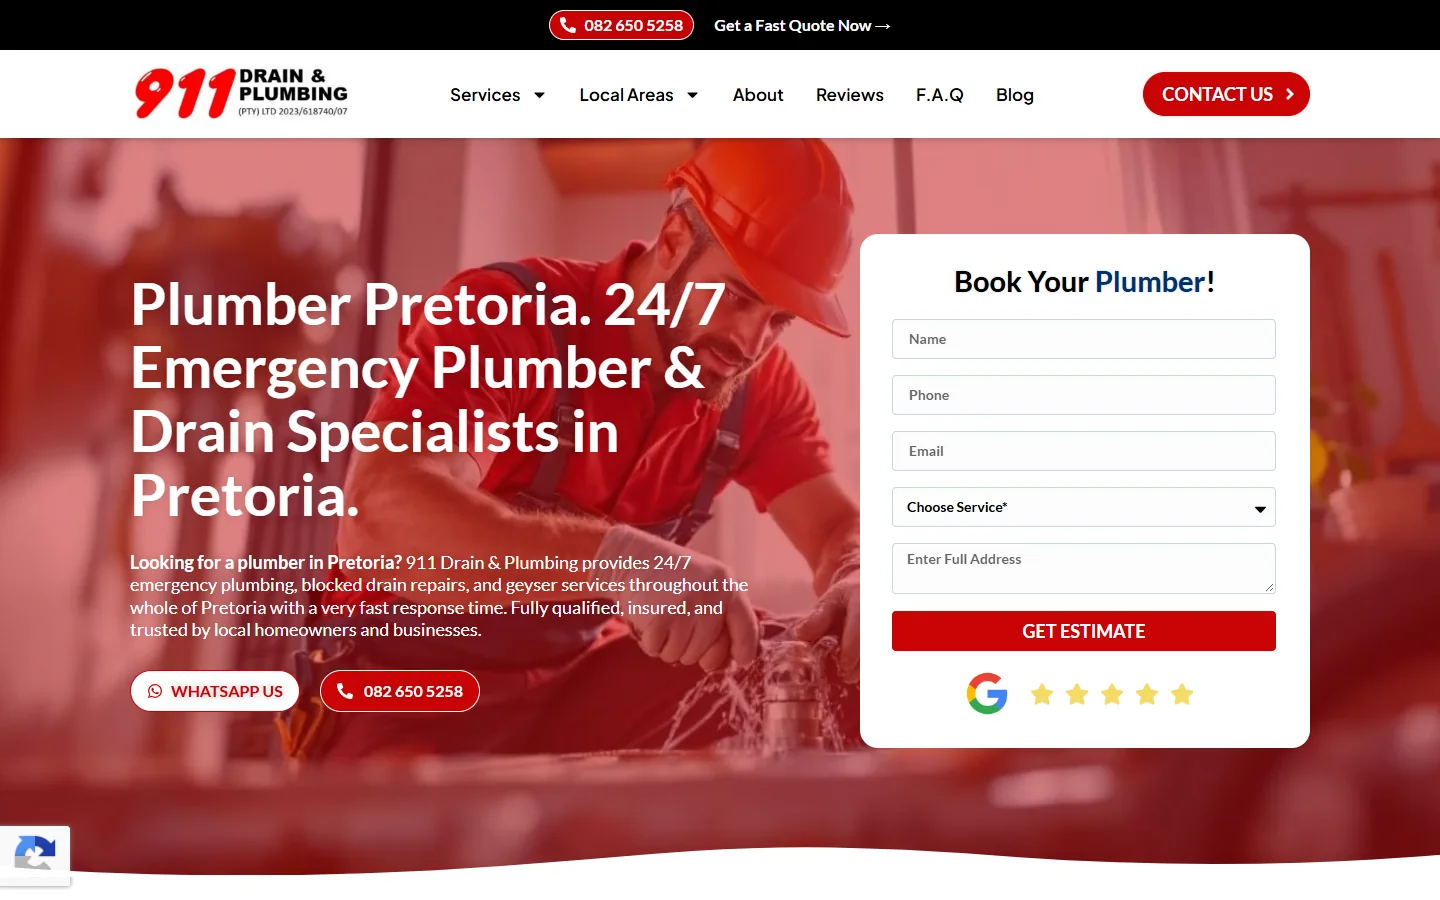 082 650 5258 Get a Fast Quote Now →
911 DRAIN &
PLUMBING
(PTY) LTD 2023/618740/07
Services Local Areas About Reviews F.A.Q Blog
CONTACT US
Plumber Pretoria. 24/7
Emergency Plumber &
Drain Specialists in
Pretoria.
Looking for a plumber in Pretoria? 911 Drain & Plumbing provides 24/7
emergency plumbing, blocked drain repairs, and geyser services throughout the
whole of Pretoria with a very fast response time. Fully qualified, insured, and
trusted by local homeowners and businesses.
WHATSAPP US 082 650 5258
Book Your Plumber!
Name
Phone
Email
Choose Service*
Enter Full Address
GET ESTIMATE